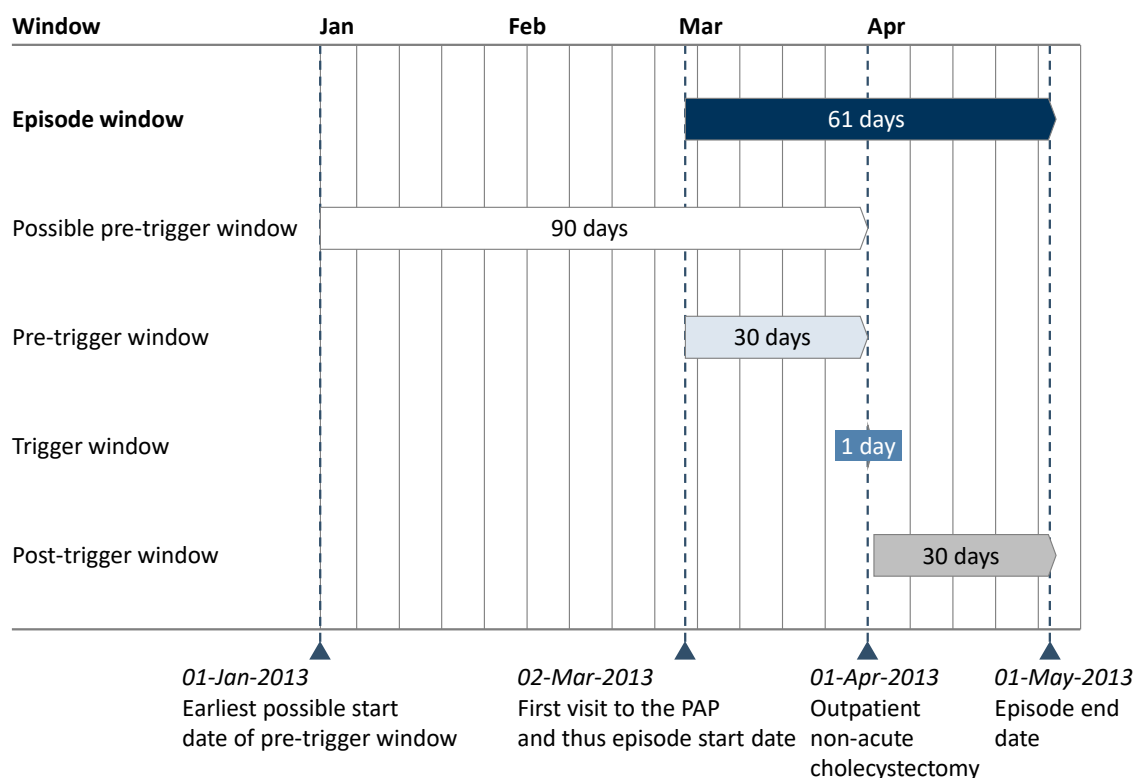 Window Jan Feb Mar Apr
Episode window 61 days
Possible pre-trigger window 90 days
Pre-trigger window 30 days
Trigger window 1 day
Post-trigger window 30 days
01-Jan-2013
Earliest possible start
date of pre-trigger window
02-Mar-2013
First visit to the PAP
and thus episode start date
01-Apr-2013
Outpatient
non-acute
cholecystectomy
01-May-2013
Episode end
date